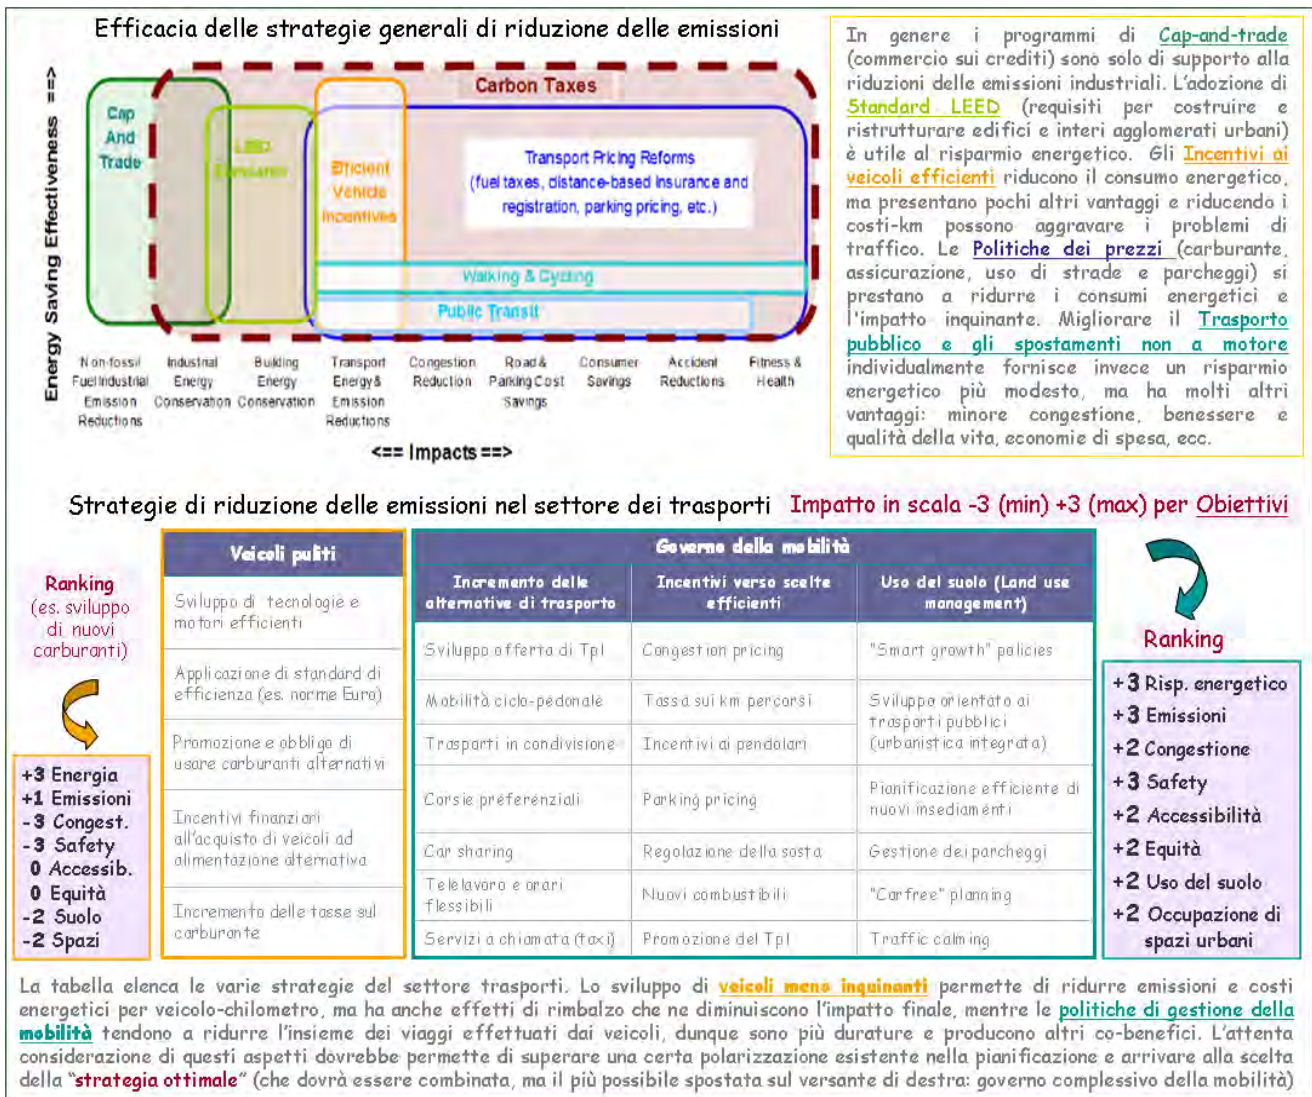 Efficacia delle strategie generali di riduzione delle emissioni
Energy Saving Effectiveness ==>
Carbon Taxes
Cap
And
Trade
LEED
Standards
Efficient
Vehicle
Incentives
Transport Pricing Reforms
(fuel taxes, distance-based insurance and
registration, parking pricing, etc.)
Walking & Cycling
Public Transit
Non-fossil
Fuel Industrial
Emission
Reductions
Industrial
Energy
Conservation
Building
Energy
Conservation
Transport
Energy &
Emission
Reductions
Congestion
Reduction
Road &
Parking Cost
Savings
Consumer
Savings
Accident
Reductions
Fitness &
Health
<== Impacts ==>
In genere i programmi di Cap-and-trade
(commercio sui crediti) sono solo di supporto alla
riduzioni delle emissioni industriali. L'adozione di
Standard LEED (requisiti per costruire e
ristrutturare edifici e interi agglomerati urbani)
è utile al risparmio energetico. Gli Incentivi ai
veicoli efficienti riducono il consumo energetico,
ma presentano pochi altri vantaggi e riducendo i
costi-km possono aggravare i problemi di
traffico. Le Politiche dei prezzi (carburante,
assicurazione, uso di strade e parcheggi) si
prestano a ridurre i consumi energetici e
l'impatto inquinante. Migliorare il Trasporto
pubblico e gli spostamenti non a motore
individualmente fornisce invece un risparmio
energetico più modesto, ma ha molti altri
vantaggi: minore congestione, benessere e
qualità della vita, economie di spesa, ecc.
Strategie di riduzione delle emissioni nel settore dei trasporti Impatto in scala -3 (min) +3 (max) per Obiettivi
Ranking
(es. sviluppo
di nuovi
carburanti)
+3 Energia
+1 Emissioni
-3 Congest.
-3 Safety
0 Accessib.
0 Equità
-2 Suolo
-2 Spazi
Veicoli puliti
Sviluppo di tecnologie e
motori efficienti
Applicazione di standard di
efficienza (es. norme Euro)
Promozione e obbligo di
usare carburanti alternativi
Incentivi finanziari
all'acquisto di veicoli ad
alimentazione alternativa
Incremento delle tasse sul
carburante
Governo della mobilità
Incremento delle
alternative di trasporto
Incentivi verso scelte
efficienti
Uso del suolo (Land use
management)
Sviluppo offerta di Tpl
Congestion pricing
"Smart growth" policies
Mobilità ciclo-pedonale
Tassa sui km percorsi
Sviluppo orientato ai
trasporti pubblici
(urbanistica integrata)
Trasporti in condivisione
Incentivi ai pendolari
Corsie preferenziali
Parking pricing
Pianificazione efficiente di
nuovi insediamenti
Car sharing
Regolazione della sosta
Gestione dei parcheggi
Telelavoro e orari
flessibili
Nuovi combustibili
"Carfree" planning
Servizi a chiamata (taxi)
Promozione del Tpl
Traffic calming
Ranking
+3 Risp. energetico
+3 Emissioni
+2 Congestione
+3 Safety
+2 Accessibilità
+2 Equità
+2 Uso del suolo
+2 Occupazione di
spazi urbani
La tabella elenca le varie strategie del settore trasporti. Lo sviluppo di veicoli meno inquinanti permette di ridurre emissioni e costi
energetici per veicolo-chilometro, ma ha anche effetti di rimbalzo che ne diminuiscono l'impatto finale, mentre le politiche di gestione della
mobilità tendono a ridurre l'insieme dei viaggi effettuati dai veicoli, dunque sono più durature e producono altri co-benefici. L'attenta
considerazione di questi aspetti dovrebbe permette di superare una certa polarizzazione esistente nella pianificazione e arrivare alla scelta
della "strategia ottimale" (che dovrà essere combinata, ma il più possibile spostata sul versante di destra: governo complessivo della mobilità)